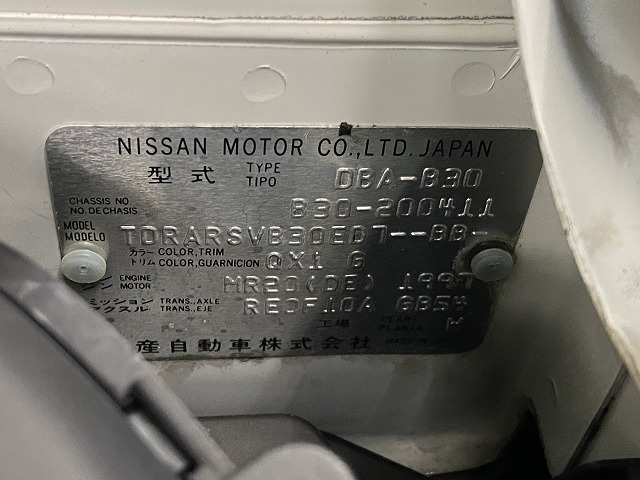 NISSAN MOTOR CO.,LTD. JAPAN
型式 TYPE TIPO DBA-B30
CHASSIS NO NO.DE CHASIS B30-200411
MODEL MODELO TDRARSVB30ED7--BB-
カラー COLOR,TRIM トリム COLOR,GUARNICION QX1 G
ENGINE MOTOR MR20(DE) 1997
ミッション TRANS.,AXLE クスル TRANS.,EJE RE0F10A GB54
工場 PLANT PLANTA
産自動車株式会社 MADE IN